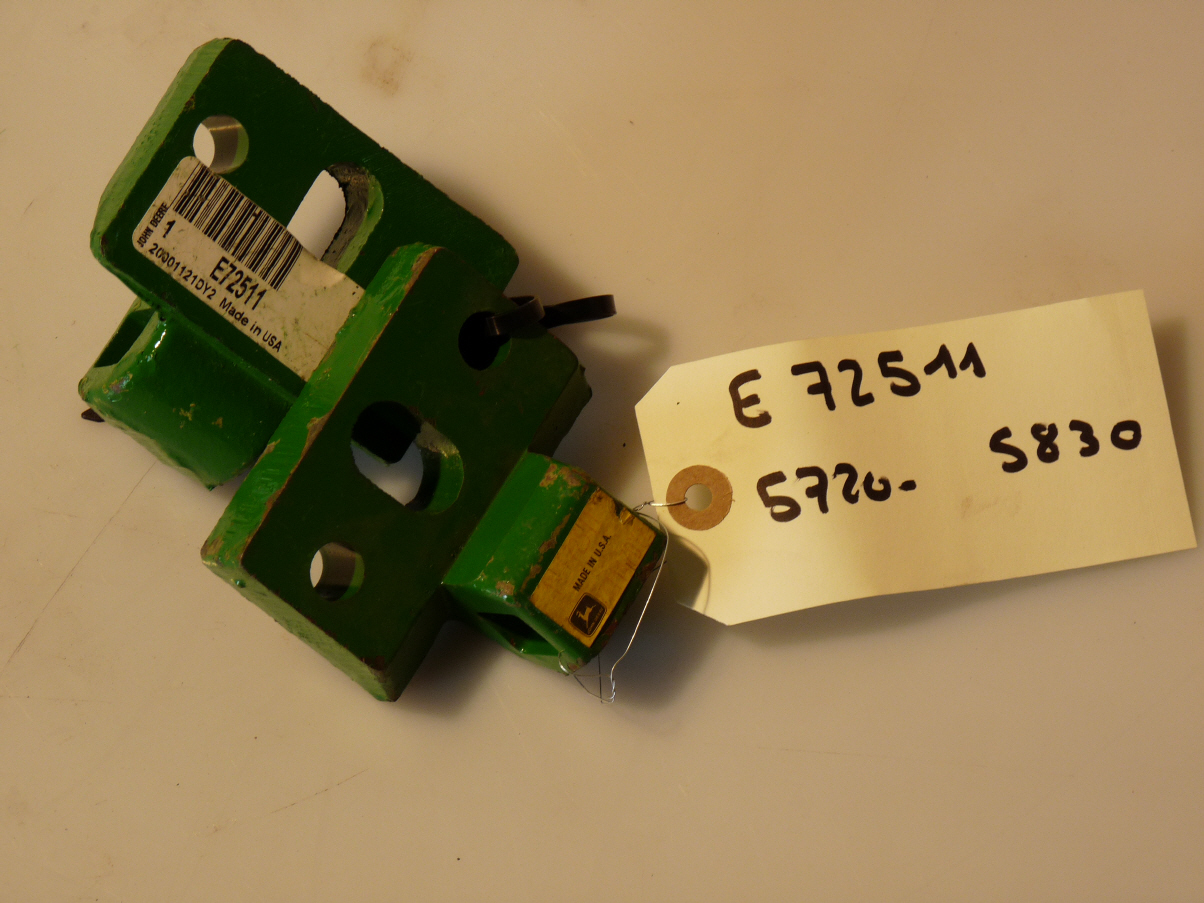 JOHN DEERE
1
E72511
20001121DY2 Made in USA
MADE IN U.S.A.
E 72511
5720- 5830